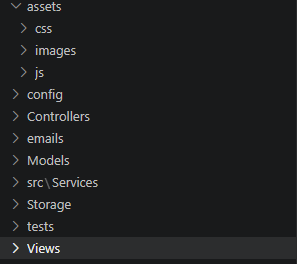 assets
css
images
js
config
Controllers
emails
Models
src\Services
Storage
tests
Views